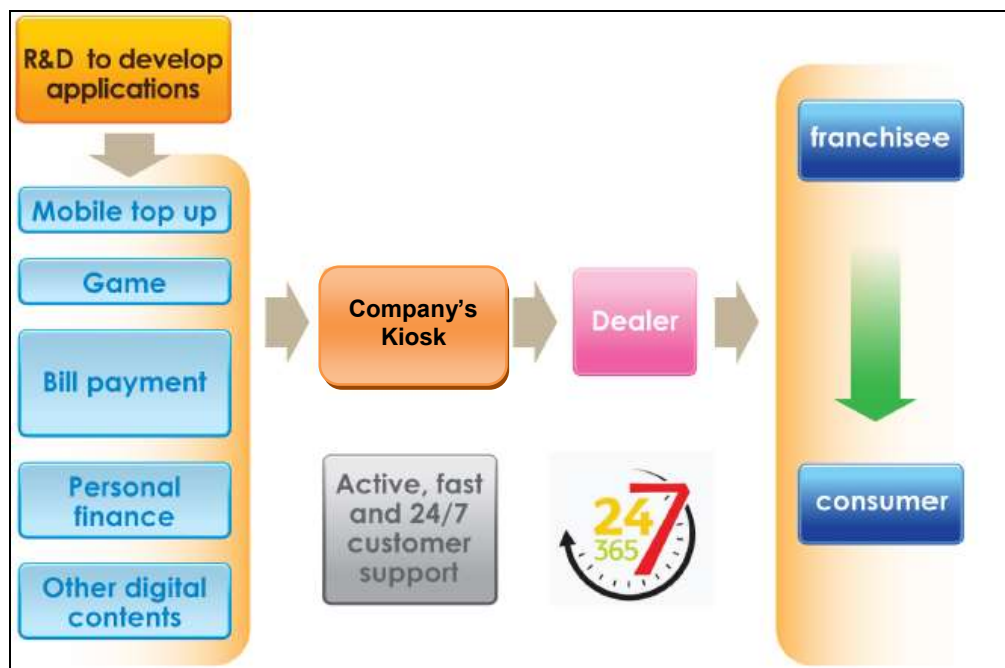 R&D to develop
applications
Mobile top up
Game
Bill payment
Personal
finance
Other digital
contents
Company's
Kiosk
Dealer
Active, fast
and 24/7
customer
support
24 7
365
franchisee
consumer